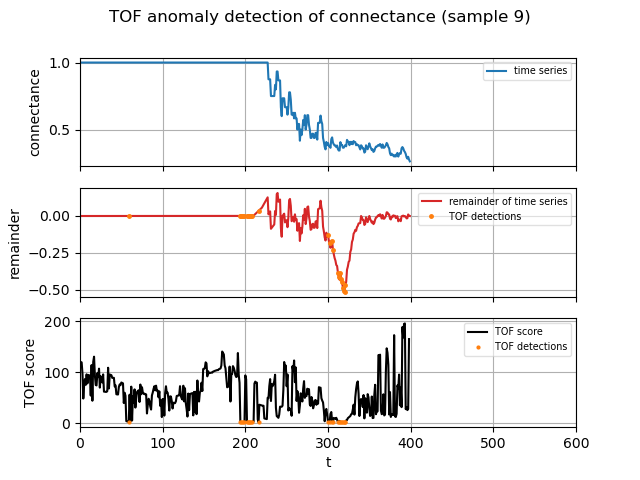 TOF anomaly detection of connectance (sample 9)
1.0
0.5
connectance
time series
0.00
−0.25
−0.50
remainder
remainder of time series
TOF detections
200
100
0
TOF score
TOF score
TOF detections
0 100 200 300 400 500 600
t